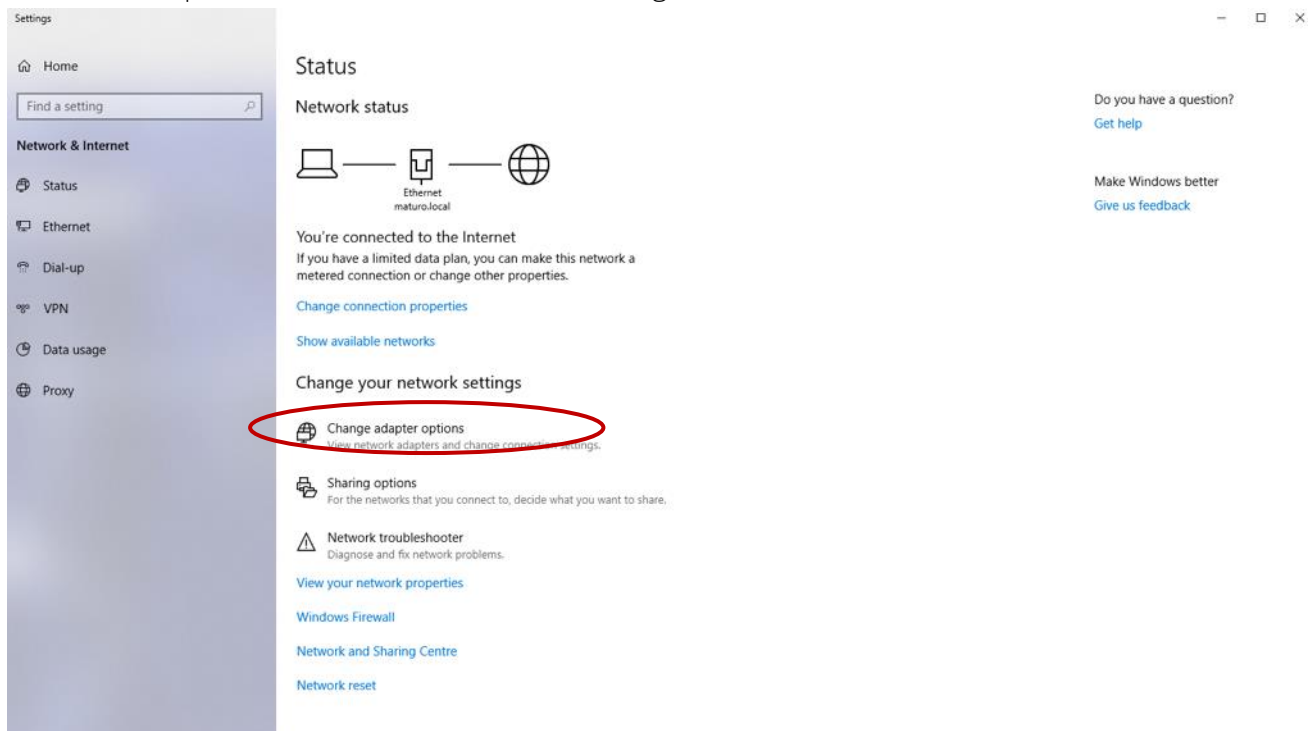 Settings
Home
Find a setting
Network & Internet
Status
Ethernet
Dial-up
VPN
Data usage
Proxy
Status
Network status
Ethernet
maturo.local
You're connected to the Internet
If you have a limited data plan, you can make this network a
metered connection or change other properties.
Change connection properties
Show available networks
Change your network settings
Change adapter options
View network adapters and change connection settings.
Sharing options
For the networks that you connect to, decide what you want to share.
Network troubleshooter
Diagnose and fix network problems.
View your network properties
Windows Firewall
Network and Sharing Centre
Network reset
Do you have a question?
Get help
Make Windows better
Give us feedback